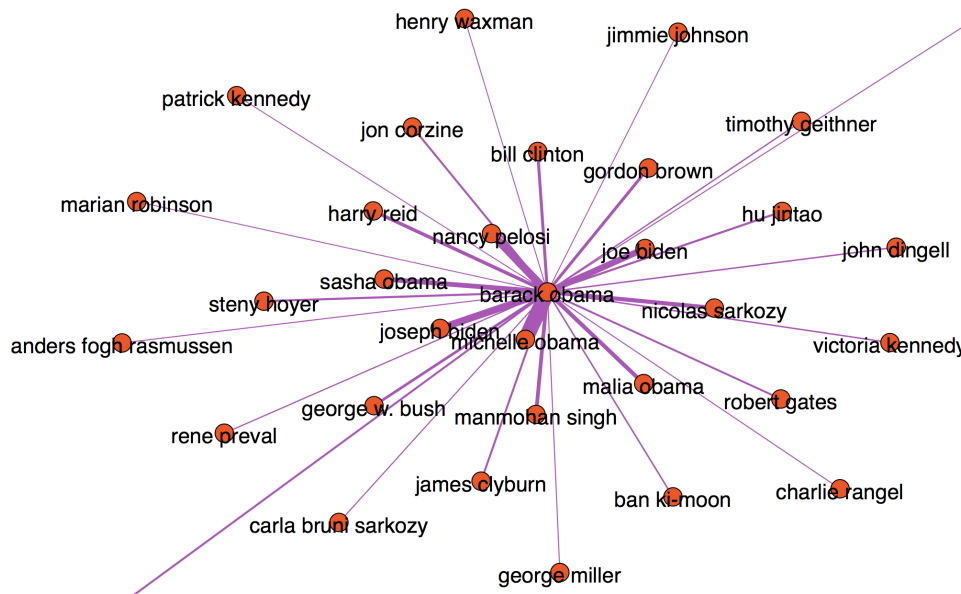 henry waxman
jimmie johnson
patrick kennedy
jon corzine
timothy geithner
bill clinton
gordon brown
marian robinson
harry reid
hu jintao
nancy pelosi
joe biden
john dingell
sasha obama
barack obama
steny hoyer
nicolas sarkozy
joseph biden
michelle obama
anders fogh rasmussen
victoria kennedy
malia obama
robert gates
george w. bush
manmohan singh
rene preval
james clyburn
ban ki-moon
charlie rangel
carla bruni sarkozy
george miller